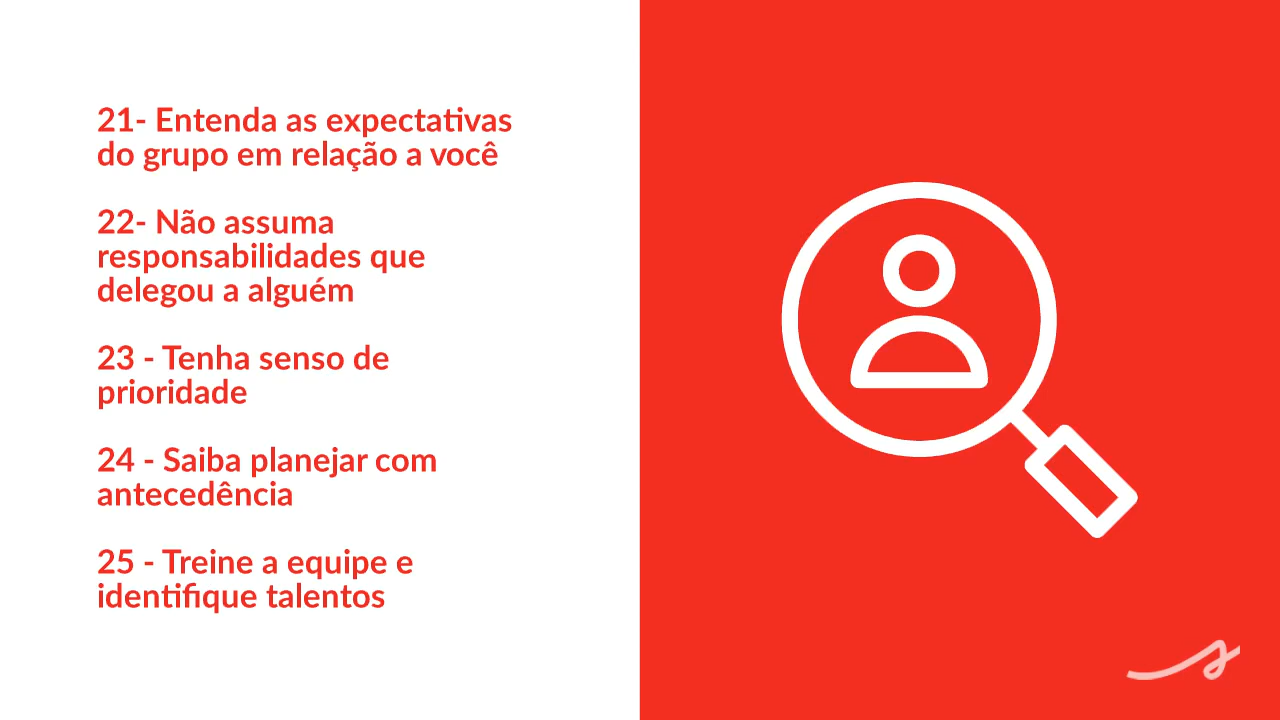 21- Entenda as expectativas
do grupo em relação a você
22- Não assuma
responsabilidades que
delegou a alguém
23 - Tenha senso de
prioridade
24 - Saiba planejar com
antecedência
25 - Treine a equipe e
identifique talentos